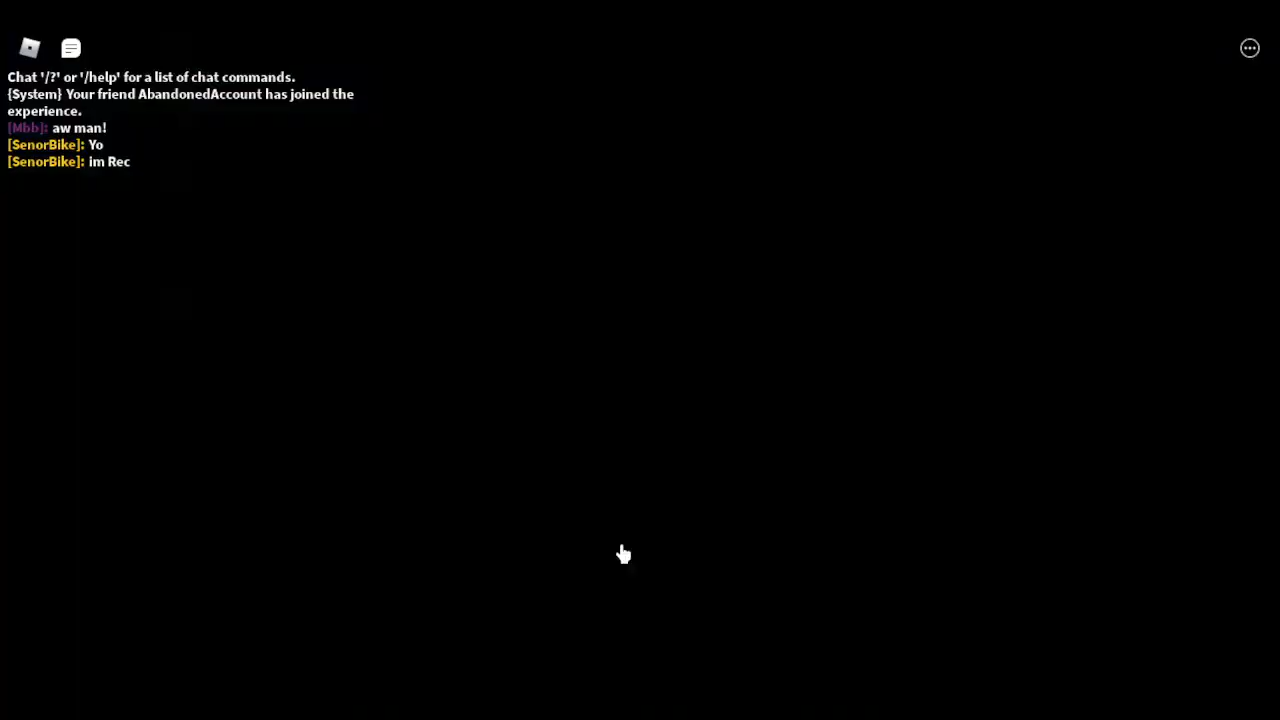 Chat '/?' or '/help' for a list of chat commands.
{System} Your friend AbandonedAccount has joined the
experience.
[Mbb]: aw man!
[SenorBike]: Yo
[SenorBike]: im Rec